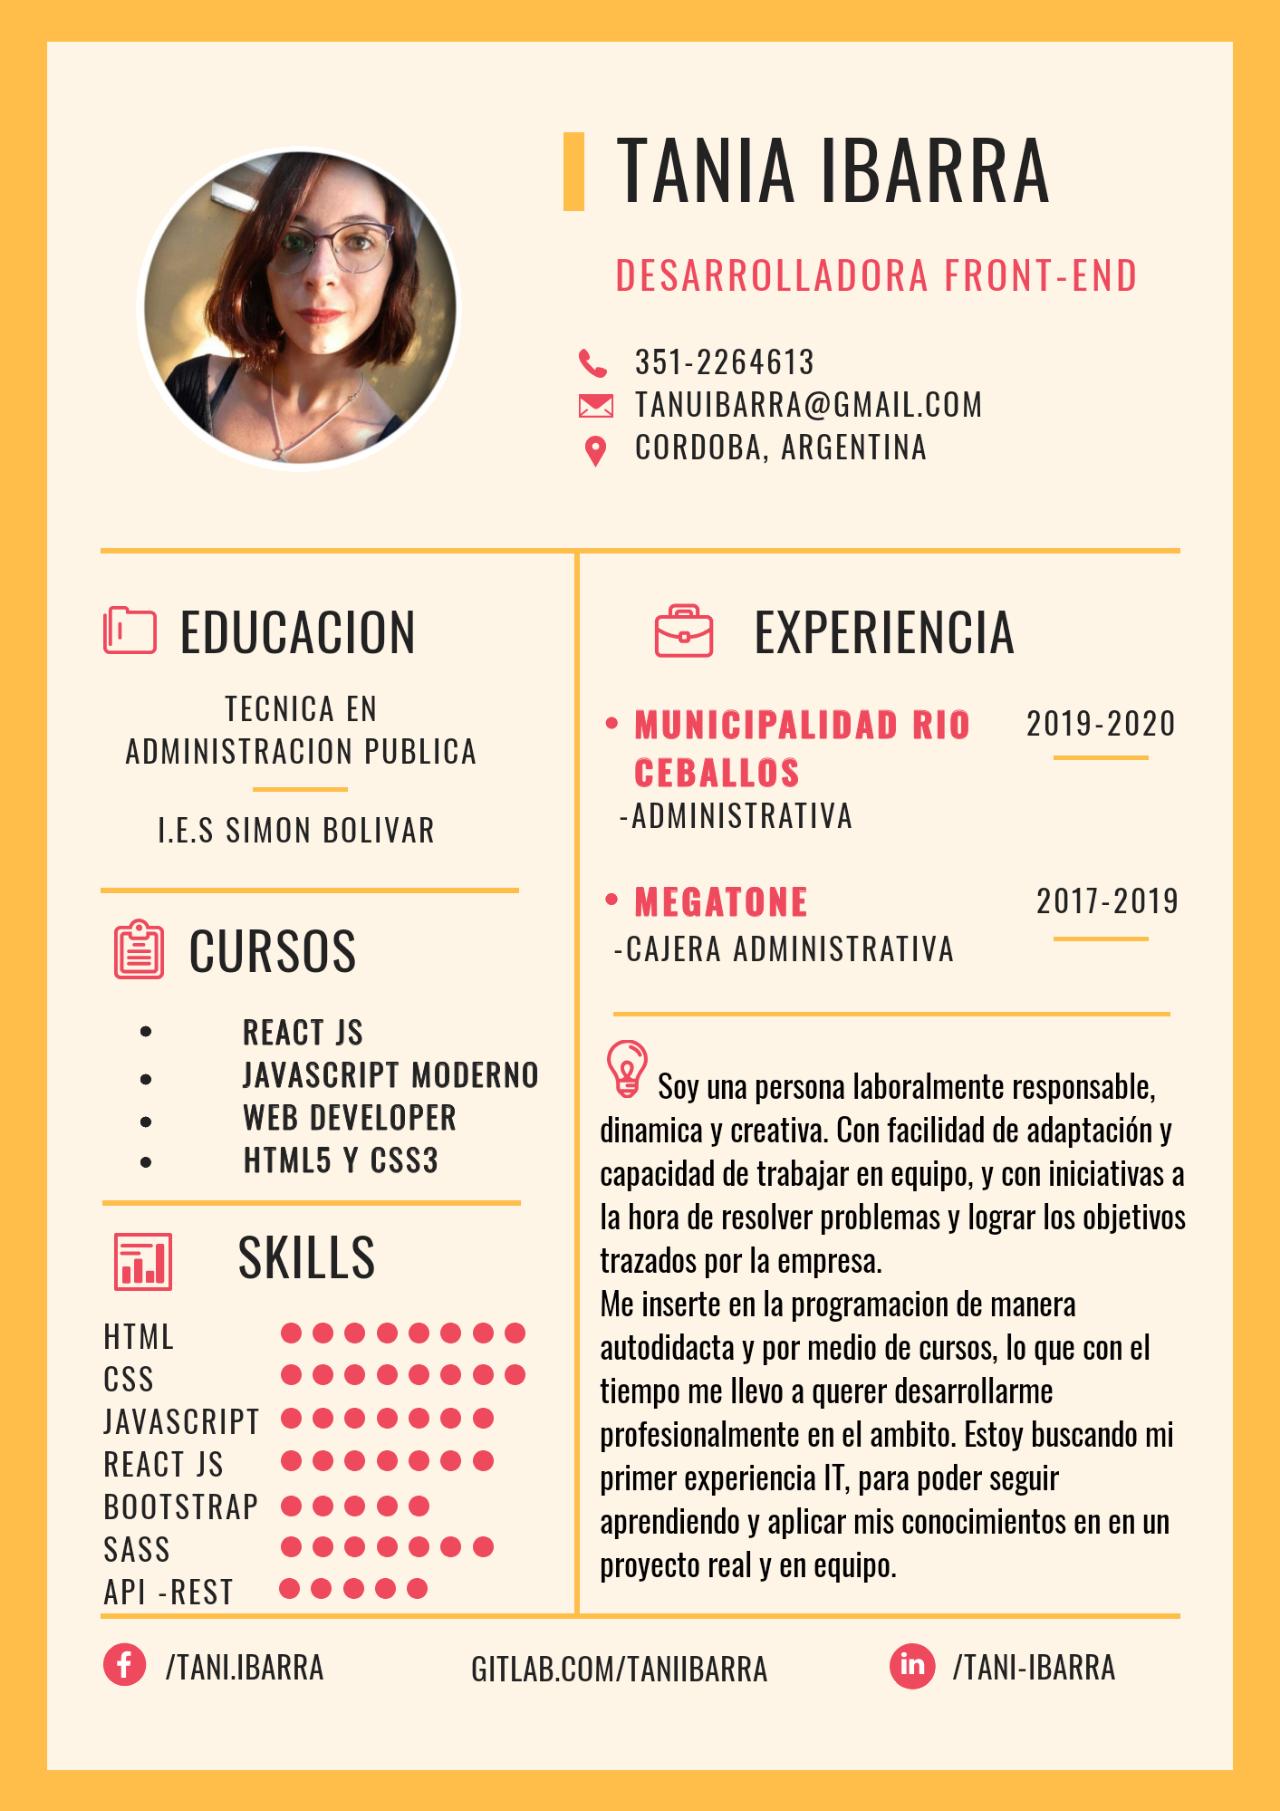 TANIA IBARRA
DESARROLLADORA FRONT-END
351-2264613
TANUIBARRA@GMAIL.COM
CORDOBA, ARGENTINA
EDUCACION
TECNICA EN
ADMINISTRACION PUBLICA
I.E.S SIMON BOLIVAR
CURSOS
• REACT JS
• JAVASCRIPT MODERNO
• WEB DEVELOPER
• HTML5 Y CSS3
SKILLS
HTML
CSS
JAVASCRIPT
REACT JS
BOOTSTRAP
SASS
API -REST
EXPERIENCIA
• MUNICIPALIDAD RIO 2019-2020
CEBALLOS
-ADMINISTRATIVA
• MEGATONE 2017-2019
-CAJERA ADMINISTRATIVA
Soy una persona laboralmente responsable,
dinamica y creativa. Con facilidad de adaptación y
capacidad de trabajar en equipo, y con iniciativas a
la hora de resolver problemas y lograr los objetivos
trazados por la empresa.
Me inserte en la programacion de manera
autodidacta y por medio de cursos, lo que con el
tiempo me llevo a querer desarrollarme
profesionalmente en el ambito. Estoy buscando mi
primer experiencia IT, para poder seguir
aprendiendo y aplicar mis conocimientos en en un
proyecto real y en equipo.
/TANI.IBARRA GITLAB.COM/TANIIBARRA in /TANI-IBARRA